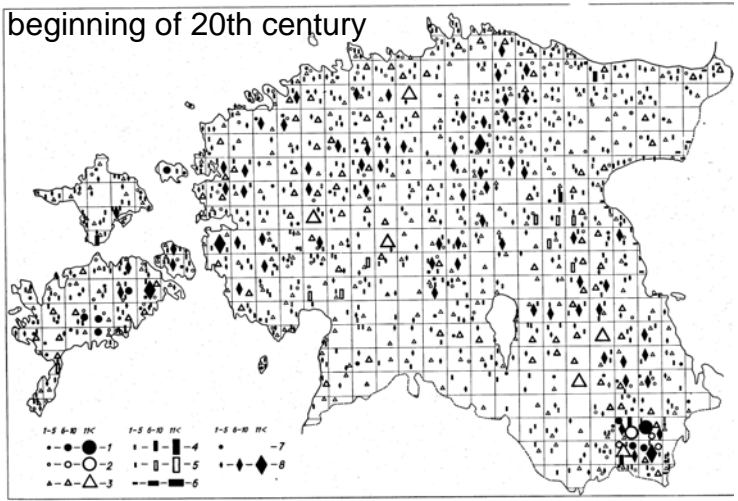 beginning of 20th century
1-5 6-10 11< 1-5 6-10 11< 1-5 6-10 11<
- 1 - 4 - 7
- 2 - 5 - 8
- 3 - 6